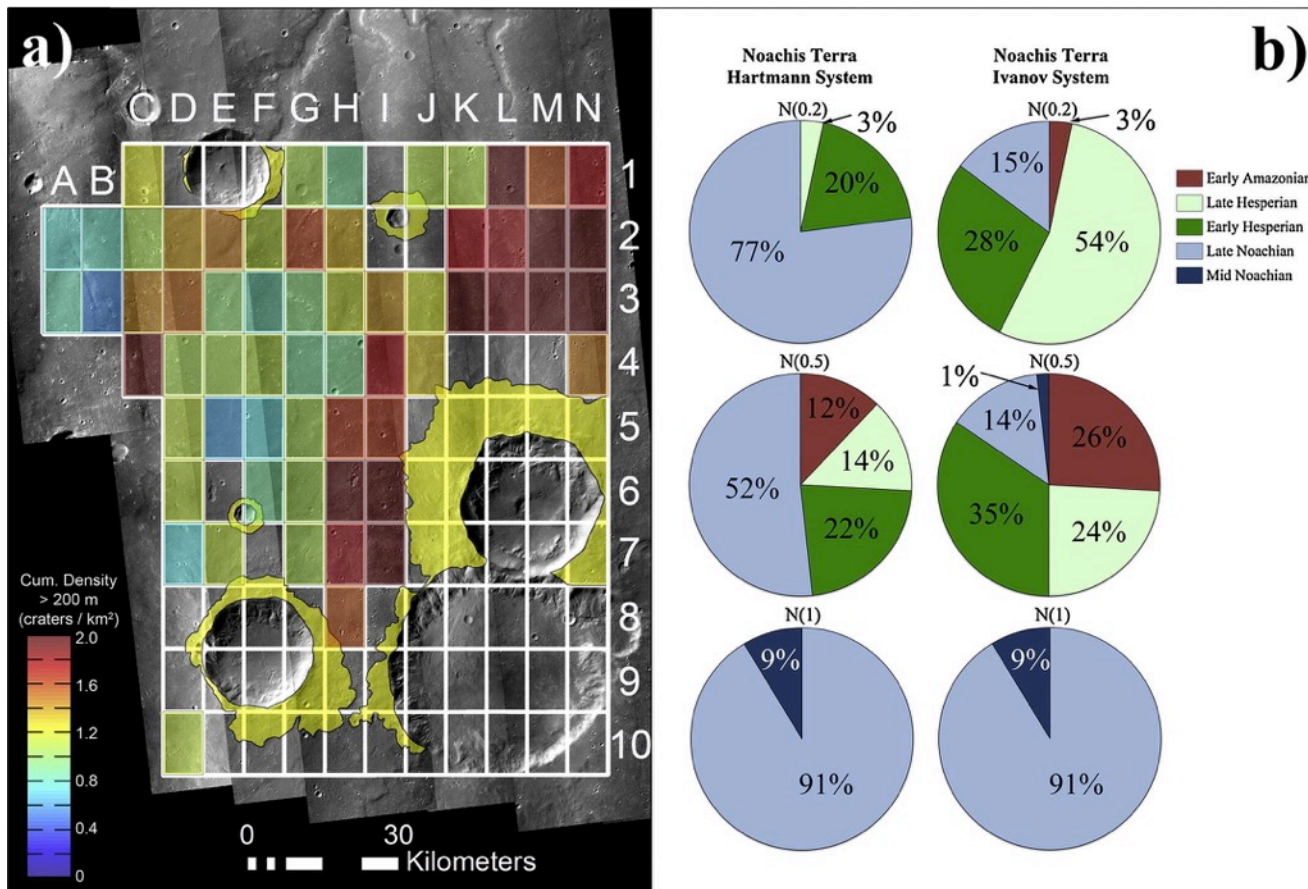 a)
C D E F G H I J K L M N
A B
1
2
3
4
5
6
7
8
9
10
Cum. Density
> 200 m
(craters / km²)
2.0
1.6
1.2
0.8
0.4
0
0 30
Kilometers
b)
Noachis Terra
Hartmann System
N(0.2)
3%
20%
77%
Noachis Terra
Ivanov System
N(0.2)
3%
15%
28%
54%
Early Amazonian
Late Hesperian
Early Hesperian
Late Noachian
Mid Noachian
12%
14%
52%
22%
N(0.5)
N(0.5)
1%
14%
26%
35%
24%
N(1)
9%
91%
N(1)
9%
91%